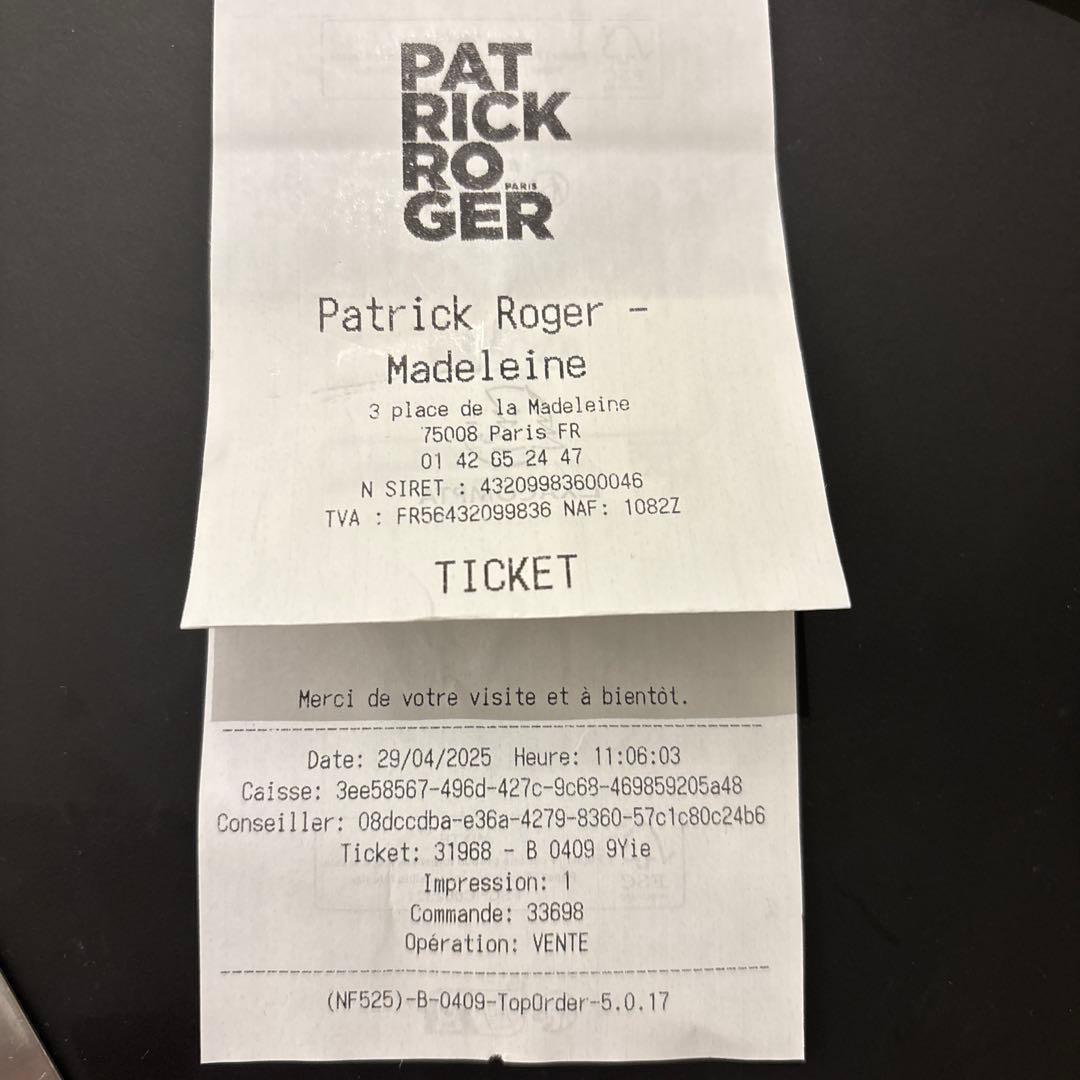 PAT
RICK
RO
PARIS
GER
Patrick Roger -
Madeleine
3 place de la Madeleine
75008 Paris FR
01 42 65 24 47
N SIRET : 43209983600046
TVA : FR56432099836 NAF: 1082Z
TICKET
Merci de votre visite et à bientôt.
Date: 29/04/2025 Heure: 11:06:03
Caisse: 3ee58567-496d-427c-9c68-469859205a48
Conseiller: 08dccdba-e36a-4279-8360-57c1c80c24b6
Ticket: 31968 - B 0409 9Yie
Impression: 1
Commande: 33698
Opération: VENTE
(NF525)-B-0409-TopOrder-5.0.17